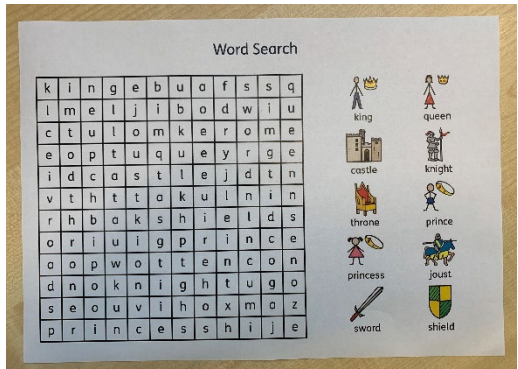 Word Search
k i n g e b u a f s s q
l m e l j i b o d w i u
c t u l o m k e r o m e
e o p t u q u e y r g e
i d c a s t l e j d t n
v t h t t a k u l n i n
r h b a k s h i e l d s
o r i u i g p r i n c e
a o p w o t t e n c o n
d n o k n i g h t u g o
s e o u v i h o x m a z
p r i n c e s s h i j e
king queen
castle knight
throne prince
princess joust
sword shield